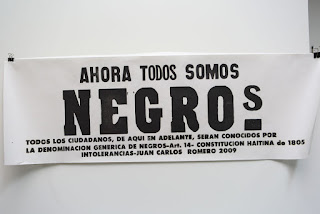 AHORA TODOS SOMOS
NEGROs
TODOS LOS CIUDADANOS, DE AQUI EN ADELANTE, SERAN CONOCIDOS POR
LA DENOMINACION GENERICA DE NEGROS-Art. 14- CONSTITUCION HAITINA de 1805
INTOLERANCIAS-JUAN CARLOS ROMERO 2009